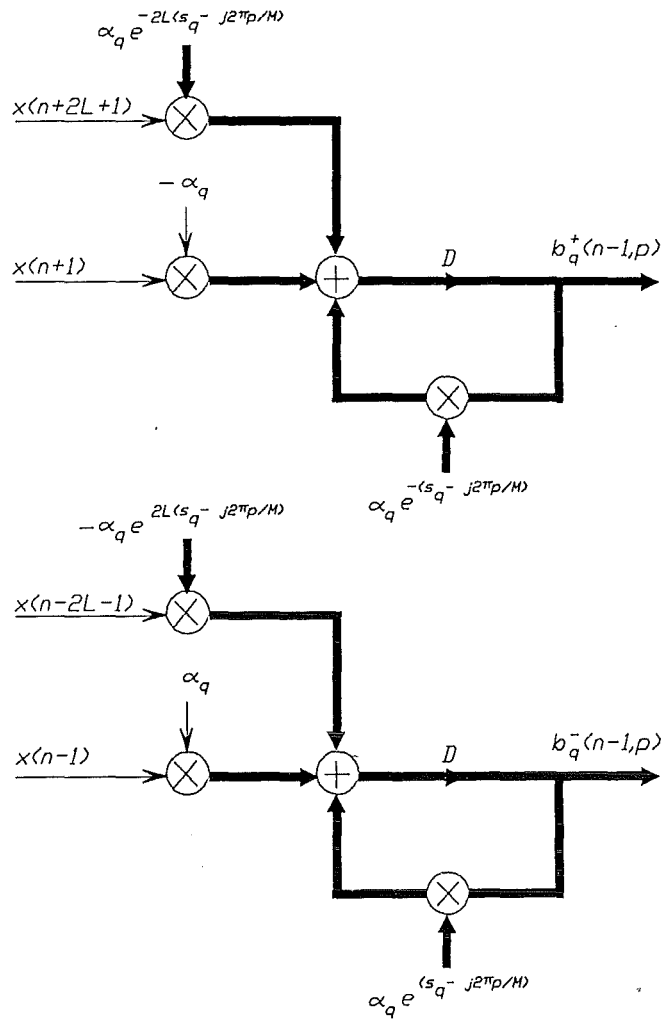 α_q e^{-2L(s_q - j2πp/M)}
x(n+2L+1)
-α_q
x(n+1)
D
b_q^+(n-1,p)
α_q e^{-(s_q - j2πp/M)}
-α_q e^{2L(s_q - j2πp/M)}
x(n-2L-1)
α_q
x(n-1)
D
b_q^-(n-1,p)
α_q e^{(s_q - j2πp/M)}